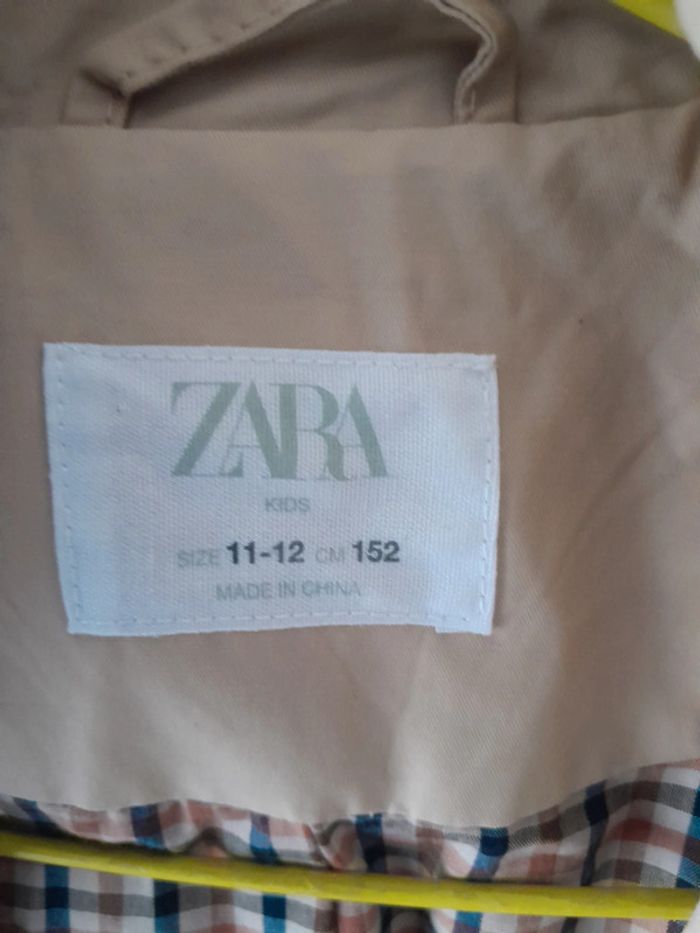 ZARA
KIDS
SIZE 11-12 CM 152
MADE IN CHINA